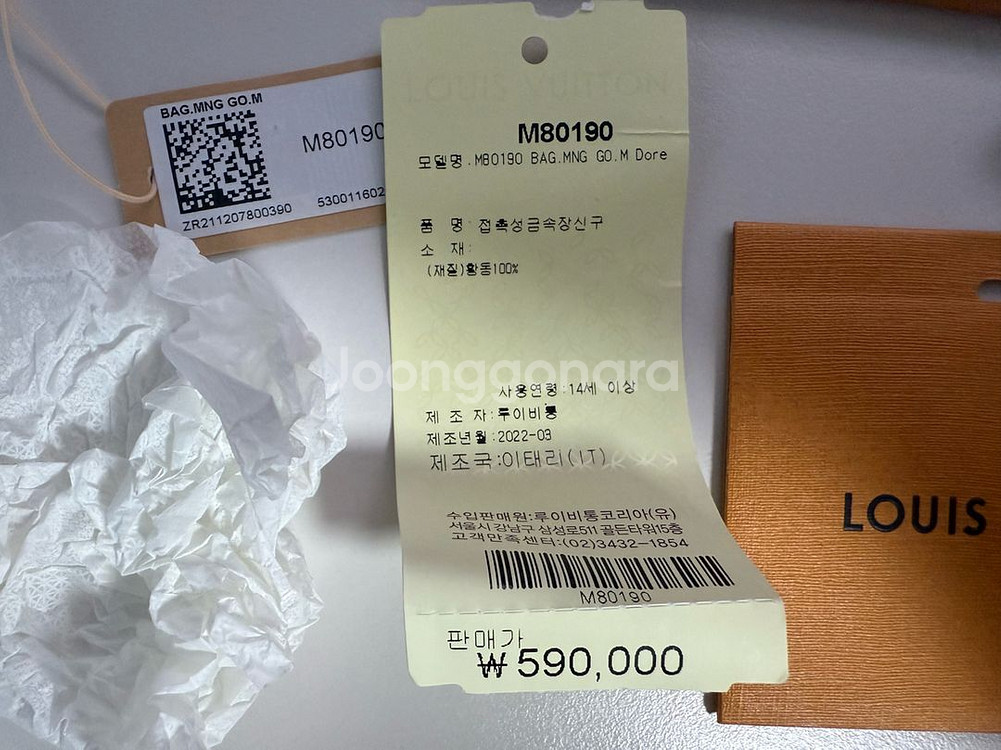 BAG.MNG GO.M
M80190
ZR211207800390 530011602
LOUIS VUITTON
M80190
모델명.M80190 BAG.MNG GO.M Dore
품 명: 접촉성금속장신구
소 재:
(재질)황동100%
Joonggonara
사용연령:14세 이상
제 조 자:루이비통
제조년월:2022-03
제조국:이태리(IT)
수입판매원:루이비통코리아(유)
서울시 강남구 삼성로511 골든타워15층
고객만족센터:(02)3432-1854
M80190
판매가
₩590,000
LOUIS